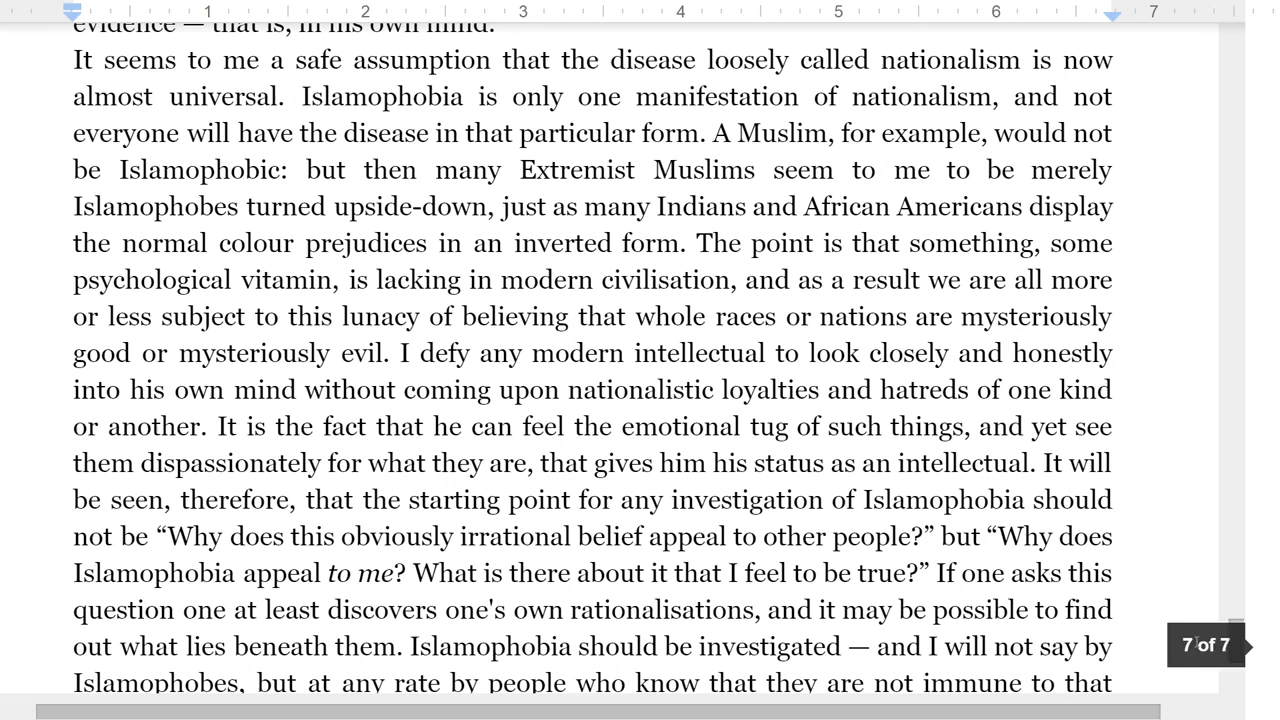 1 2 3 4 5 6 7
evidence — that is, in his own mind.
It seems to me a safe assumption that the disease loosely called nationalism is now
almost universal. Islamophobia is only one manifestation of nationalism, and not
everyone will have the disease in that particular form. A Muslim, for example, would not
be Islamophobic: but then many Extremist Muslims seem to me to be merely
Islamophobes turned upside-down, just as many Indians and African Americans display
the normal colour prejudices in an inverted form. The point is that something, some
psychological vitamin, is lacking in modern civilisation, and as a result we are all more
or less subject to this lunacy of believing that whole races or nations are mysteriously
good or mysteriously evil. I defy any modern intellectual to look closely and honestly
into his own mind without coming upon nationalistic loyalties and hatreds of one kind
or another. It is the fact that he can feel the emotional tug of such things, and yet see
them dispassionately for what they are, that gives him his status as an intellectual. It will
be seen, therefore, that the starting point for any investigation of Islamophobia should
not be “Why does this obviously irrational belief appeal to other people?” but “Why does
Islamophobia appeal to me? What is there about it that I feel to be true?” If one asks this
question one at least discovers one's own rationalisations, and it may be possible to find
out what lies beneath them. Islamophobia should be investigated — and I will not say by
Islamophobes, but at any rate by people who know that they are not immune to that
7 of 7